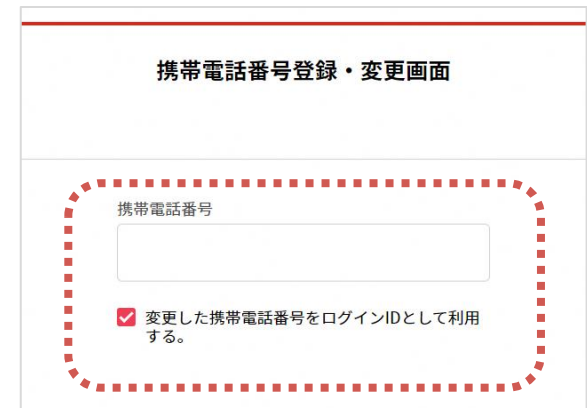 携帯電話番号登録・変更画面
携帯電話番号
変更した携帯電話番号をログインIDとして利用
する。